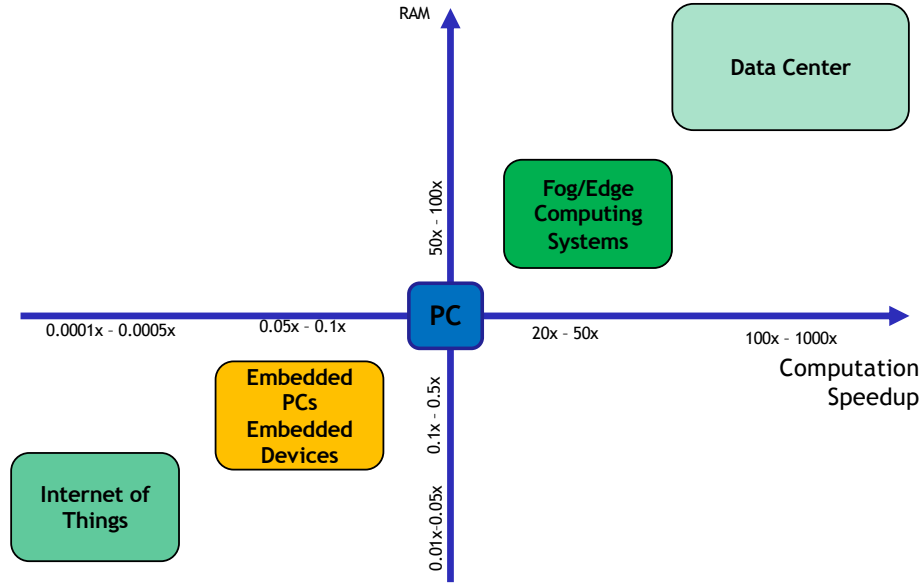 RAM
Data Center
50x – 100x
Fog/Edge
Computing
Systems
PC
0.0001x – 0.0005x
0.05x – 0.1x
20x – 50x
100x – 1000x
Computation
Speedup
Embedded
PCs
Embedded
Devices
0.1x – 0.5x
Internet of
Things
0.01x–0.05x